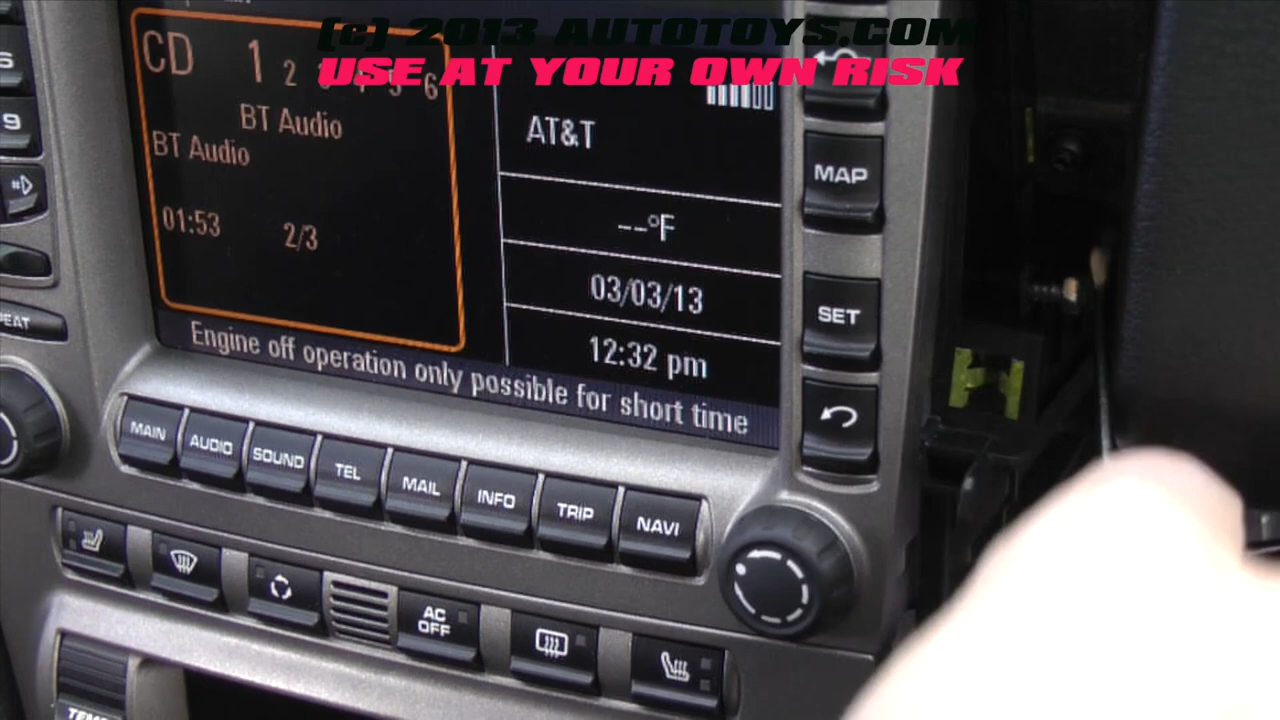 (c) 2013 AUTOTOYS.COM
USE AT YOUR OWN RISK
CD 1 2 3 4 5 6
BT Audio
BT Audio
01:53 2/3
AT&T
--°F
03/03/13
12:32 pm
Engine off operation only possible for short time
MAP
SET
9
MAIN AUDIO SOUND TEL MAIL INFO TRIP NAVI
AC
OFF